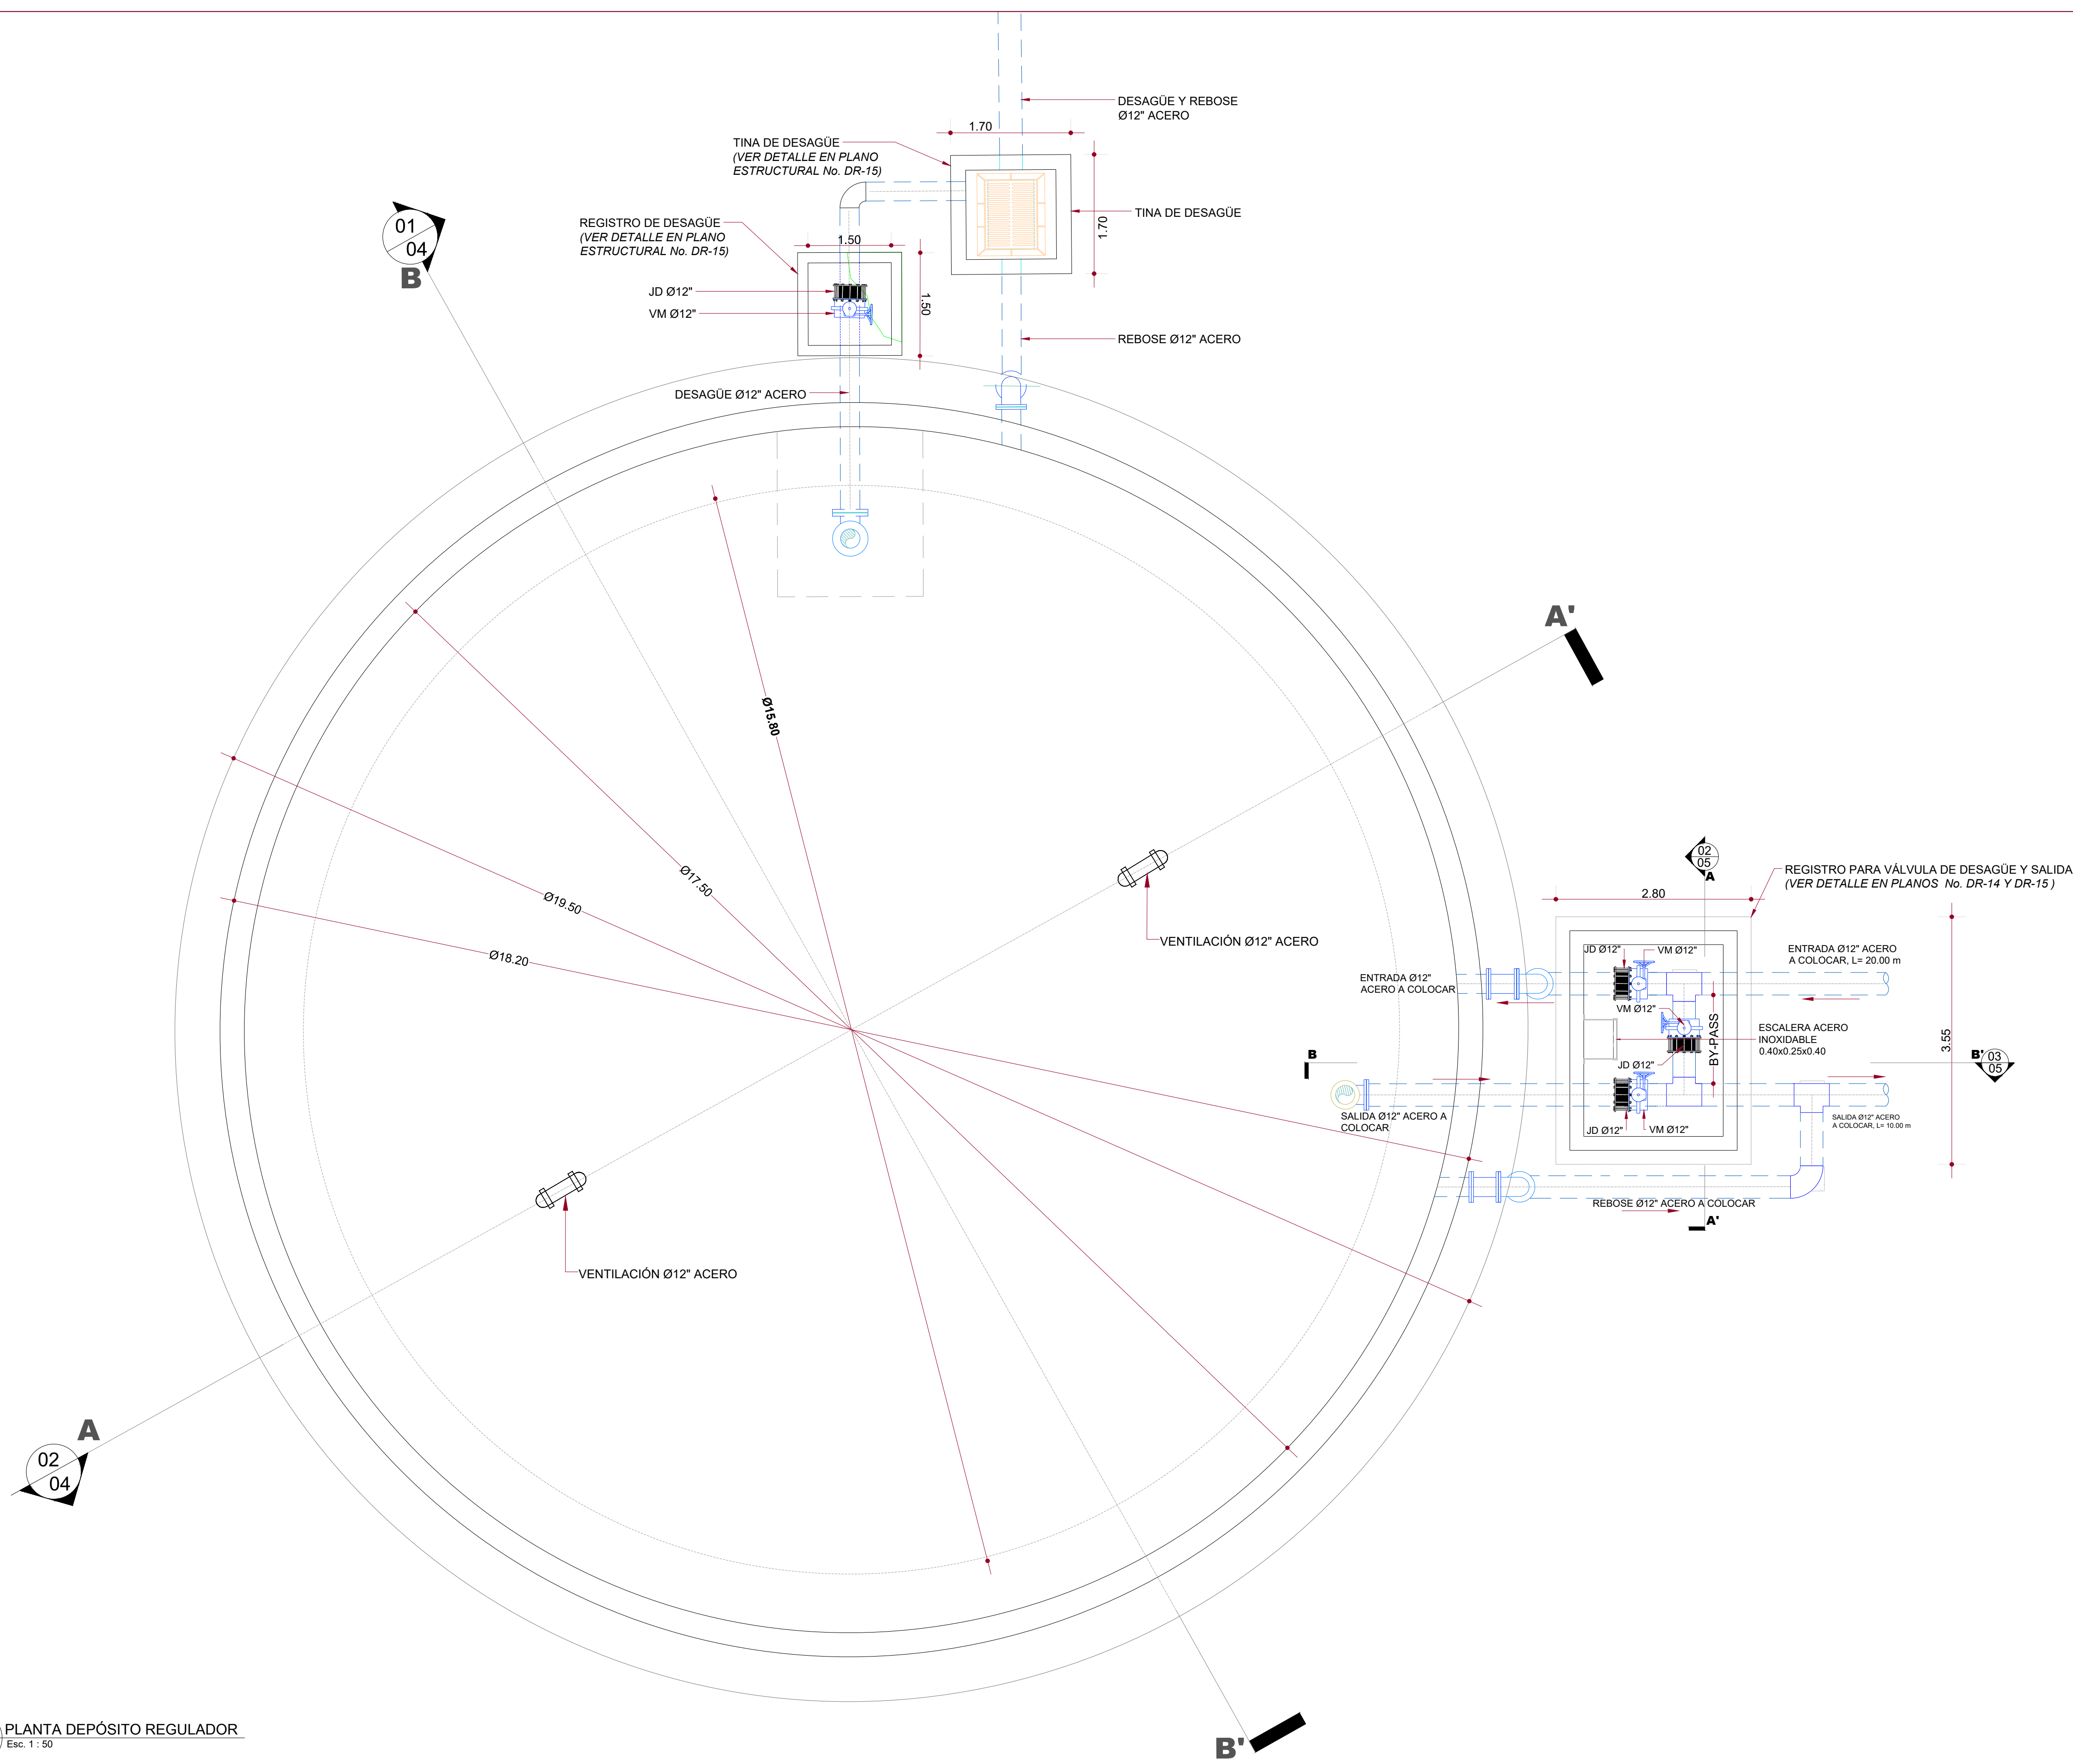 DESAGÜE Y REBOSE
Ø12" ACERO
1.70
TINA DE DESAGÜE
(VER DETALLE EN PLANO
ESTRUCTURAL No. DR-15)
TINA DE DESAGÜE
1.70
REGISTRO DE DESAGÜE
(VER DETALLE EN PLANO
ESTRUCTURAL No. DR-15)
1.50
1.50
01
04
B
JD Ø12"
VM Ø12"
REBOSE Ø12" ACERO
DESAGÜE Ø12" ACERO
A'
Ø15.80
Ø17.50
Ø19.50
Ø18.20
VENTILACIÓN Ø12" ACERO
02
05
A
REGISTRO PARA VÁLVULA DE DESAGÜE Y SALIDA
(VER DETALLE EN PLANOS No. DR-14 Y DR-15 )
2.80
JD Ø12"
VM Ø12"
ENTRADA Ø12" ACERO
A COLOCAR, L= 20.00 m
ENTRADA Ø12"
ACERO A COLOCAR
VM Ø12"
BY-PASS
ESCALERA ACERO
INOXIDABLE
0.40x0.25x0.40
3.55
B
B'
03
05
JD Ø12"
SALIDA Ø12" ACERO A
COLOCAR
SALIDA Ø12" ACERO
A COLOCAR, L= 10.00 m
JD Ø12"
VM Ø12"
REBOSE Ø12" ACERO A COLOCAR
A'
VENTILACIÓN Ø12" ACERO
A
02
04
PLANTA DEPÓSITO REGULADOR
Esc. 1 : 50
B'